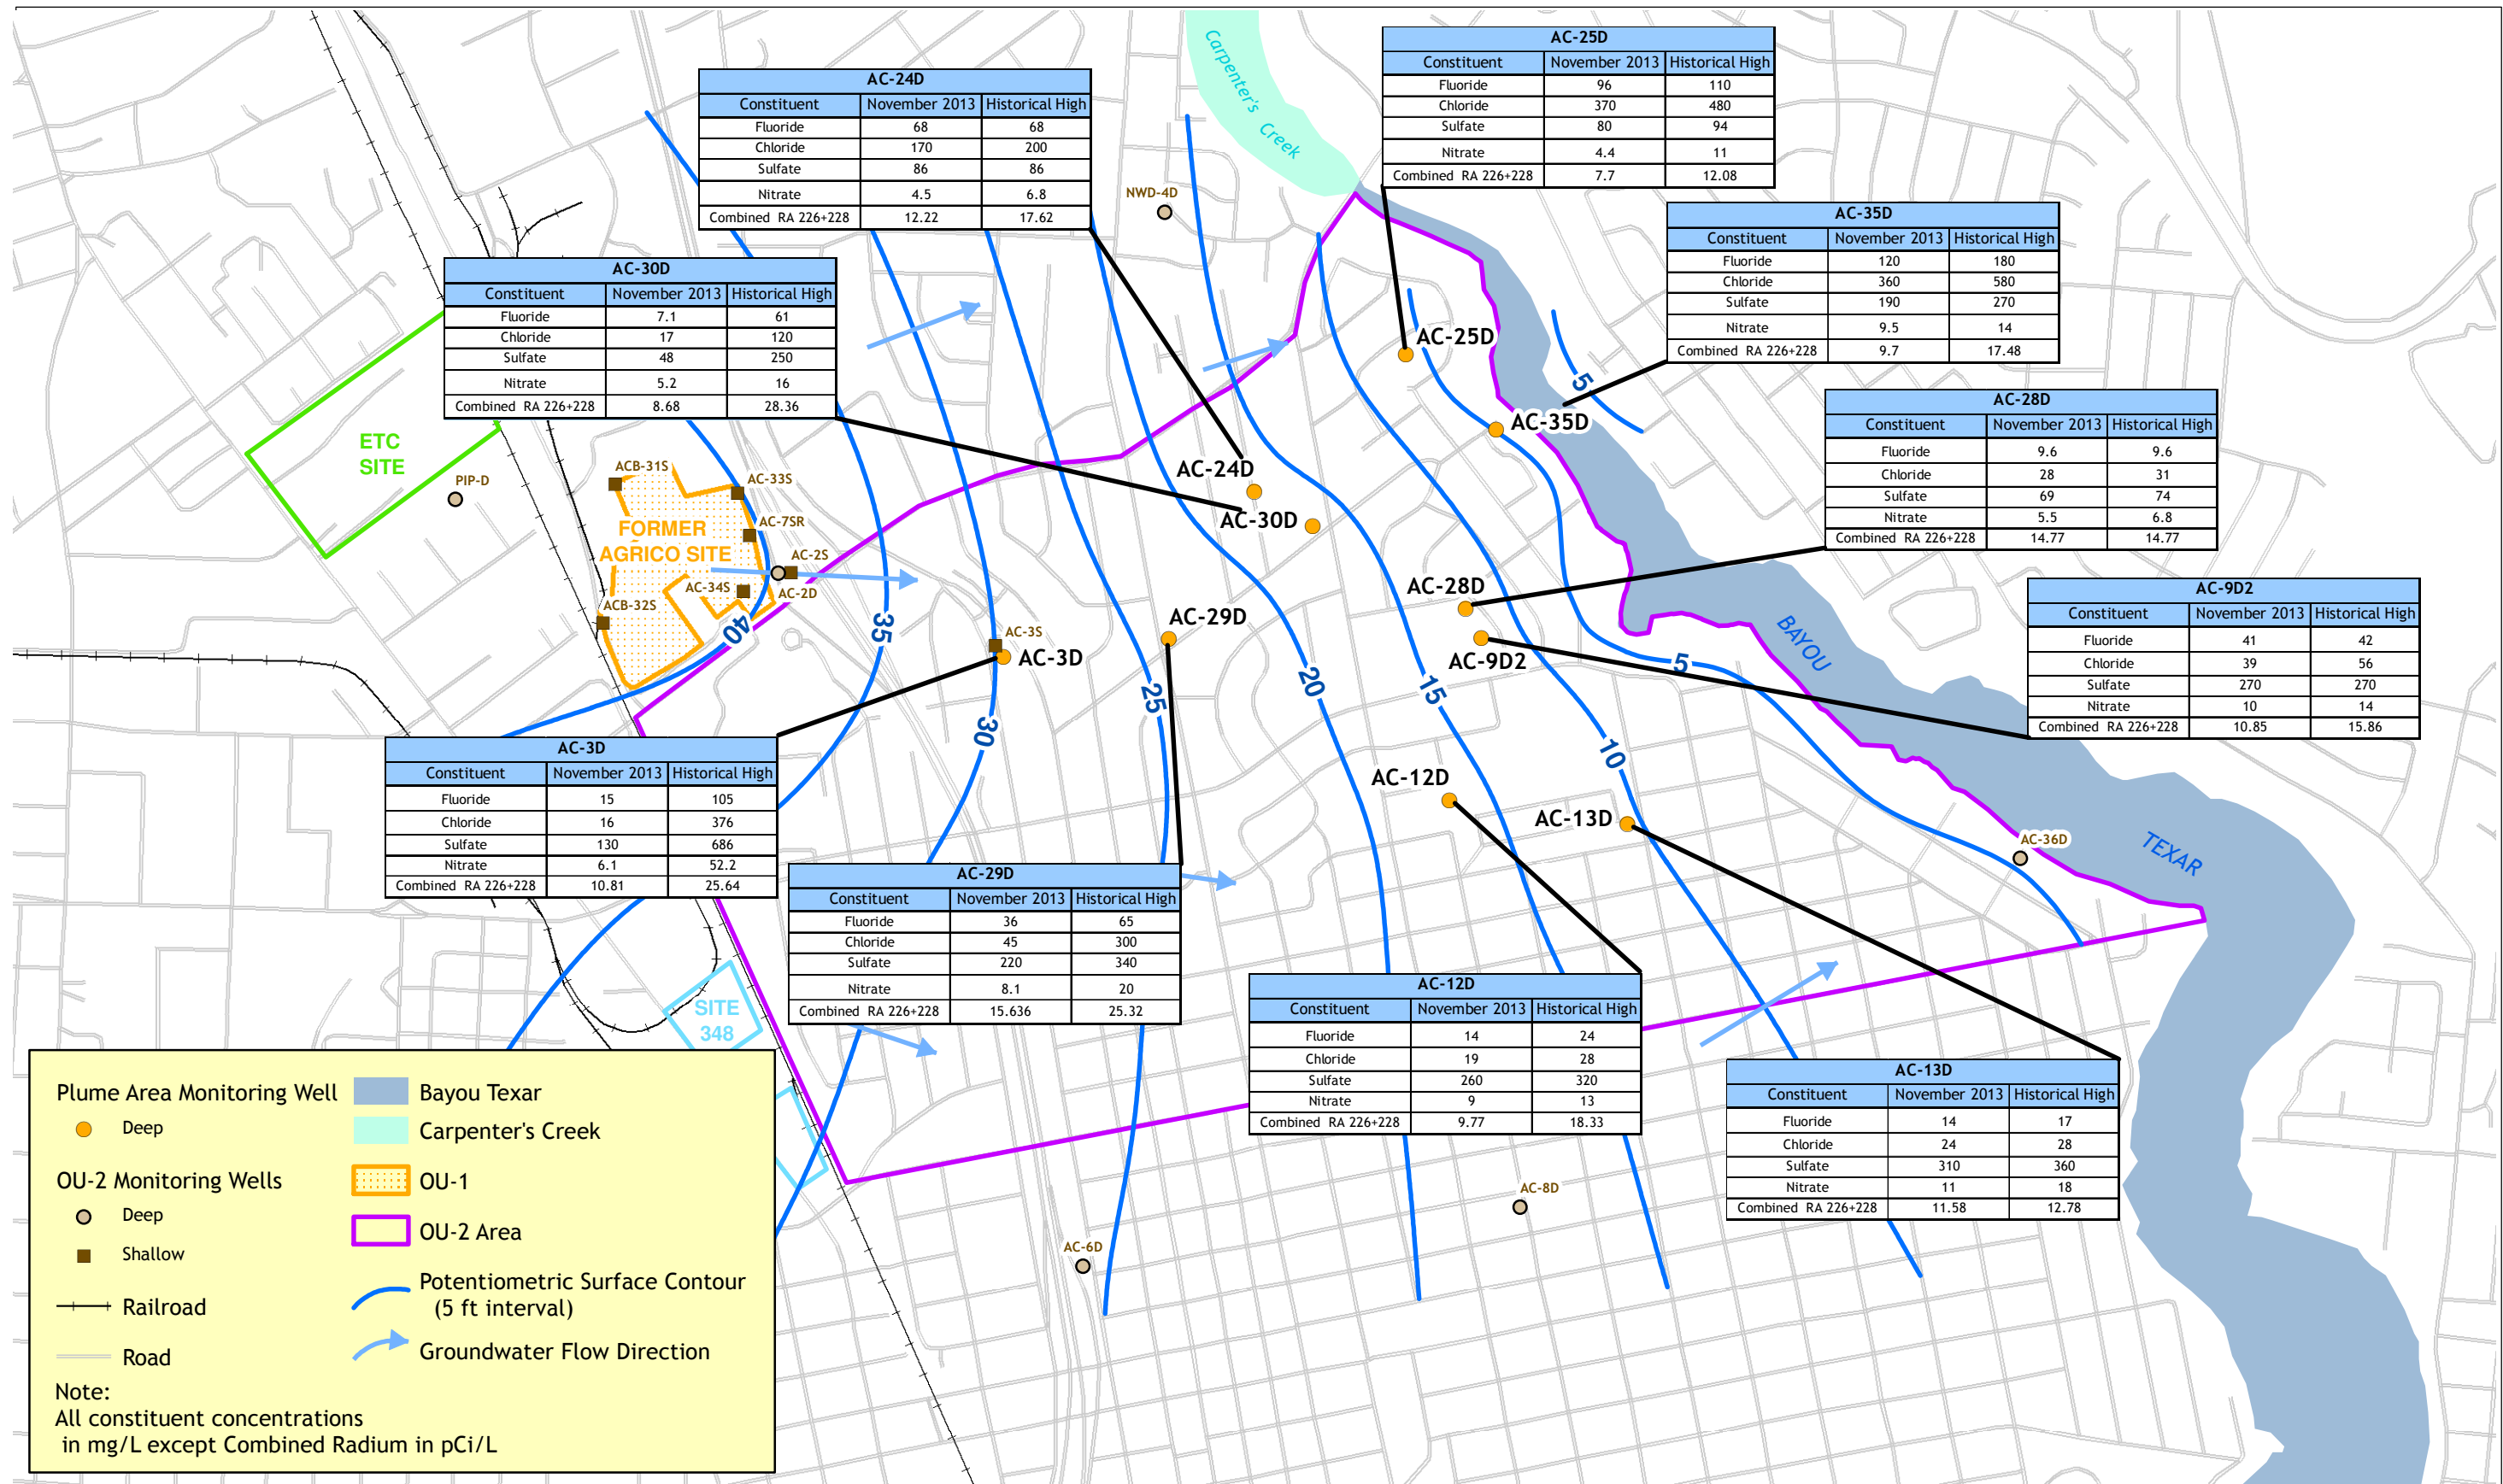 Carpenter's Creek
AC-25D
Constituent November 2013 Historical High
Fluoride 96 110
Chloride 370 480
Sulfate 80 94
Nitrate 4.4 11
Combined RA 226+228 7.7 12.08
AC-24D
Constituent November 2013 Historical High
Fluoride 68 68
Chloride 170 200
Sulfate 86 86
Nitrate 4.5 6.8
Combined RA 226+228 12.22 17.62
NWD-4D
AC-35D
Constituent November 2013 Historical High
Fluoride 120 180
Chloride 360 580
Sulfate 190 270
Nitrate 9.5 14
Combined RA 226+228 9.7 17.48
AC-30D
Constituent November 2013 Historical High
Fluoride 7.1 61
Chloride 17 120
Sulfate 48 250
Nitrate 5.2 16
Combined RA 226+228 8.68 28.36
AC-25D
5
AC-28D
Constituent November 2013 Historical High
Fluoride 9.6 9.6
Chloride 28 31
Sulfate 69 74
Nitrate 5.5 6.8
Combined RA 226+228 14.77 14.77
AC-35D
ETC
SITE
PIP-D
ACB-31S
AC-33S
AC-24D
AC-7SR
AC-30D
FORMER
AGRICO SITE
AC-2S
AC-34S
AC-2D
ACB-32S
40
35
AC-28D
AC-29D
AC-3S
AC-3D
AC-9D2
5
BAYOU
AC-9D2
Constituent November 2013 Historical High
Fluoride 41 42
Chloride 39 56
Sulfate 270 270
Nitrate 10 14
Combined RA 226+228 10.85 15.86
30
25
20
15
10
AC-3D
Constituent November 2013 Historical High
Fluoride 15 105
Chloride 16 376
Sulfate 130 686
Nitrate 6.1 52.2
Combined RA 226+228 10.81 25.64
AC-12D
AC-13D
AC-36D
TEXAR
AC-29D
Constituent November 2013 Historical High
Fluoride 36 65
Chloride 45 300
Sulfate 220 340
Nitrate 8.1 20
Combined RA 226+228 15.636 25.32
SITE
348
AC-12D
Constituent November 2013 Historical High
Fluoride 14 24
Chloride 19 28
Sulfate 260 320
Nitrate 9 13
Combined RA 226+228 9.77 18.33
AC-13D
Constituent November 2013 Historical High
Fluoride 14 17
Chloride 24 28
Sulfate 310 360
Nitrate 11 18
Combined RA 226+228 11.58 12.78
AC-8D
AC-6D
Plume Area Monitoring Well
Deep
OU-2 Monitoring Wells
Deep
Shallow
Railroad
Road
Bayou Texar
Carpenter's Creek
OU-1
OU-2 Area
Potentiometric Surface Contour
(5 ft interval)
Groundwater Flow Direction
Note:
All constituent concentrations
in mg/L except Combined Radium in pCi/L